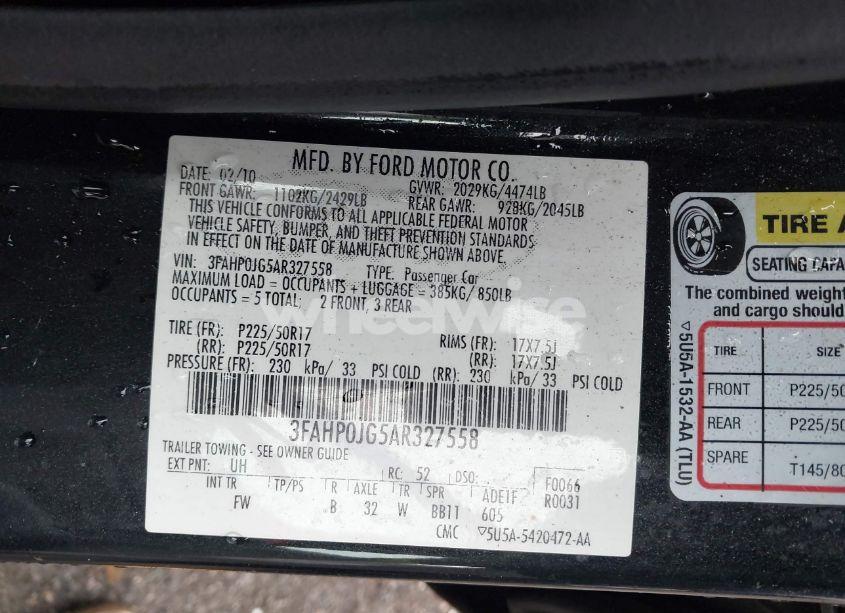 MFD. BY FORD MOTOR CO.
DATE: 02/10
GVWR: 2029KG/4474LB
FRONT GAWR: 1102KG/2429LB
REAR GAWR: 928KG/2045LB
THIS VEHICLE CONFORMS TO ALL APPLICABLE FEDERAL MOTOR
VEHICLE SAFETY, BUMPER, AND THEFT PREVENTION STANDARDS
IN EFFECT ON THE DATE OF MANUFACTURE SHOWN ABOVE.
VIN: 3FAHP0JG5AR327558 TYPE: Passenger Car
MAXIMUM LOAD = OCCUPANTS + LUGGAGE = 385KG/ 850LB
OCCUPANTS = 5 TOTAL: 2 FRONT, 3 REAR
wheelwise
TIRE (FR): P225/50R17 RIMS (FR): 17X7.5J
(RR): P225/50R17 (RR): 17X7.5J
PRESSURE (FR): 230 kPa/ 33 PSI COLD (RR): 230 kPa/ 33 PSI COLD
3FAHP0JG5AR327558
TRAILER TOWING - SEE OWNER GUIDE
EXT PNT: UH RC: 52 DSO: F0066
INT TR TP/PS R AXLE TR SPR ADE1F R0031
FW B 32 W BB11 605
CMC ▽5U5A-5420472-AA
▽5U5A-1532-AA (TLU)
TIRE A
SEATING CAPA
The combined weight
and cargo should
TIRE SIZE
FRONT P225/50
REAR P225/50
SPARE T145/80